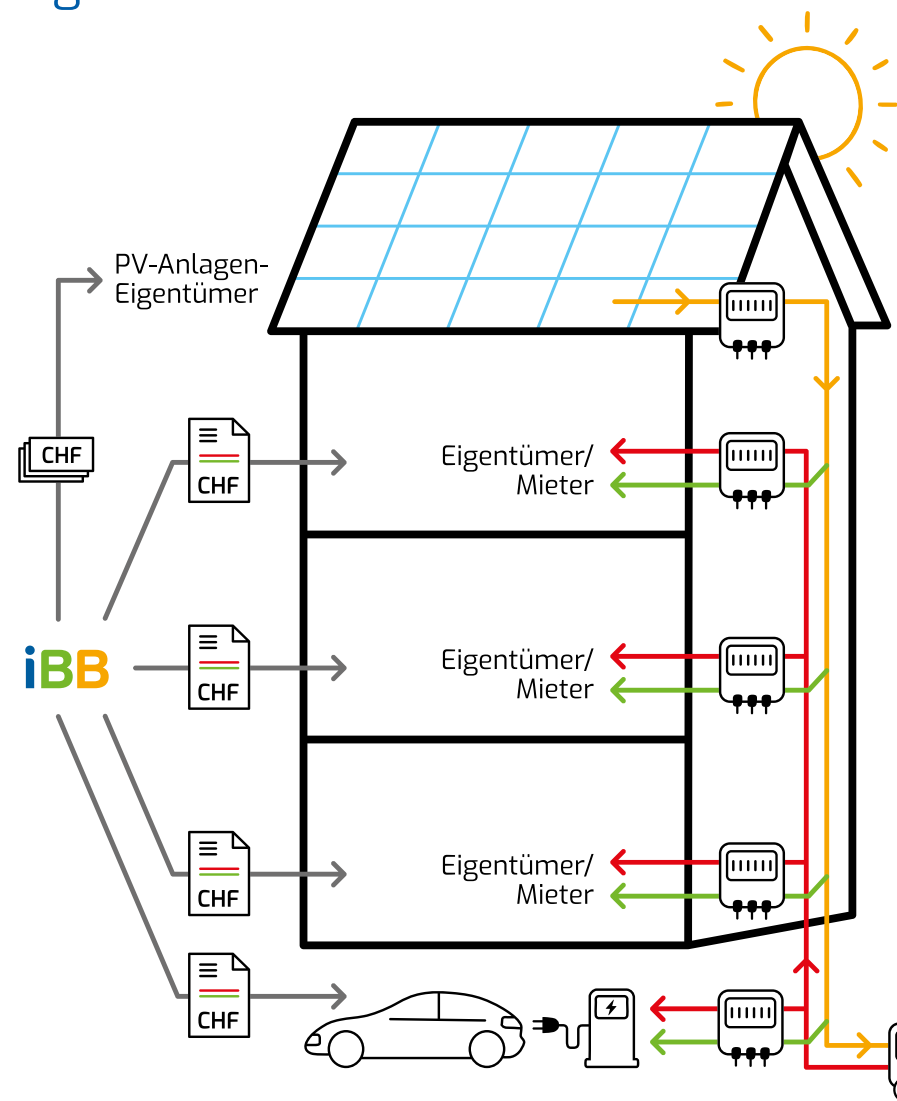 PV-Anlagen-
Eigentümer
CHF
CHF
Eigentümer/
Mieter
iBB
CHF
Eigentümer/
Mieter
CHF
Eigentümer/
Mieter
CHF